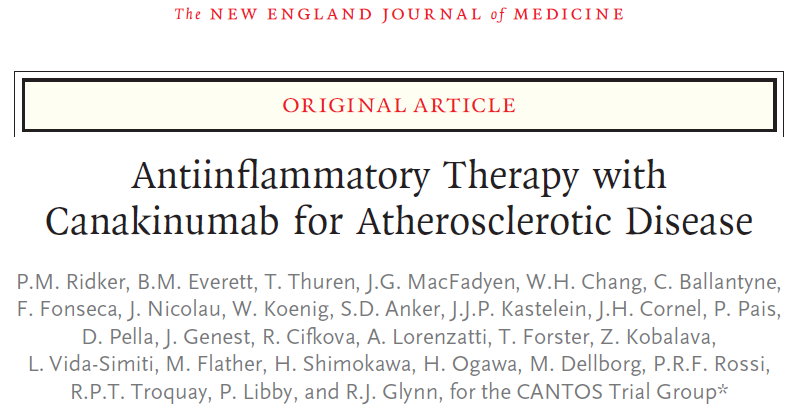 The NEW ENGLAND JOURNAL of MEDICINE
ORIGINAL ARTICLE
Antiinflammatory Therapy with
Canakinumab for Atherosclerotic Disease
P.M. Ridker, B.M. Everett, T. Thuren, J.G. MacFadyen, W.H. Chang, C. Ballantyne,
F. Fonseca, J. Nicolau, W. Koenig, S.D. Anker, J.J.P. Kastelein, J.H. Cornel, P. Pais,
D. Pella, J. Genest, R. Cifkova, A. Lorenzatti, T. Forster, Z. Kobalava,
L. Vida-Simiti, M. Flather, H. Shimokawa, H. Ogawa, M. Dellborg, P.R.F. Rossi,
R.P.T. Troquay, P. Libby, and R.J. Glynn, for the CANTOS Trial Group*